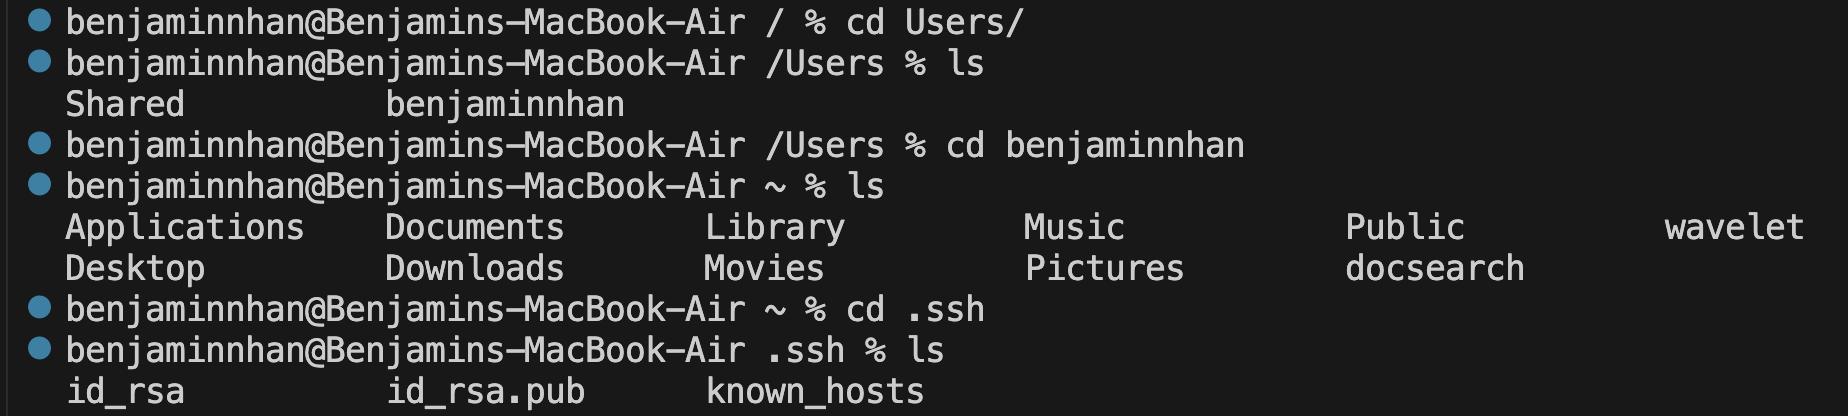 benjaminnhan@Benjamins-MacBook-Air / % cd Users/
benjaminnhan@Benjamins-MacBook-Air /Users % ls
Shared benjaminnhan
benjaminnhan@Benjamins-MacBook-Air /Users % cd benjaminnhan
benjaminnhan@Benjamins-MacBook-Air ~ % ls
Applications Documents Library Music Public wavelet
Desktop Downloads Movies Pictures docsearch
benjaminnhan@Benjamins-MacBook-Air ~ % cd .ssh
benjaminnhan@Benjamins-MacBook-Air .ssh % ls
id_rsa id_rsa.pub known_hosts